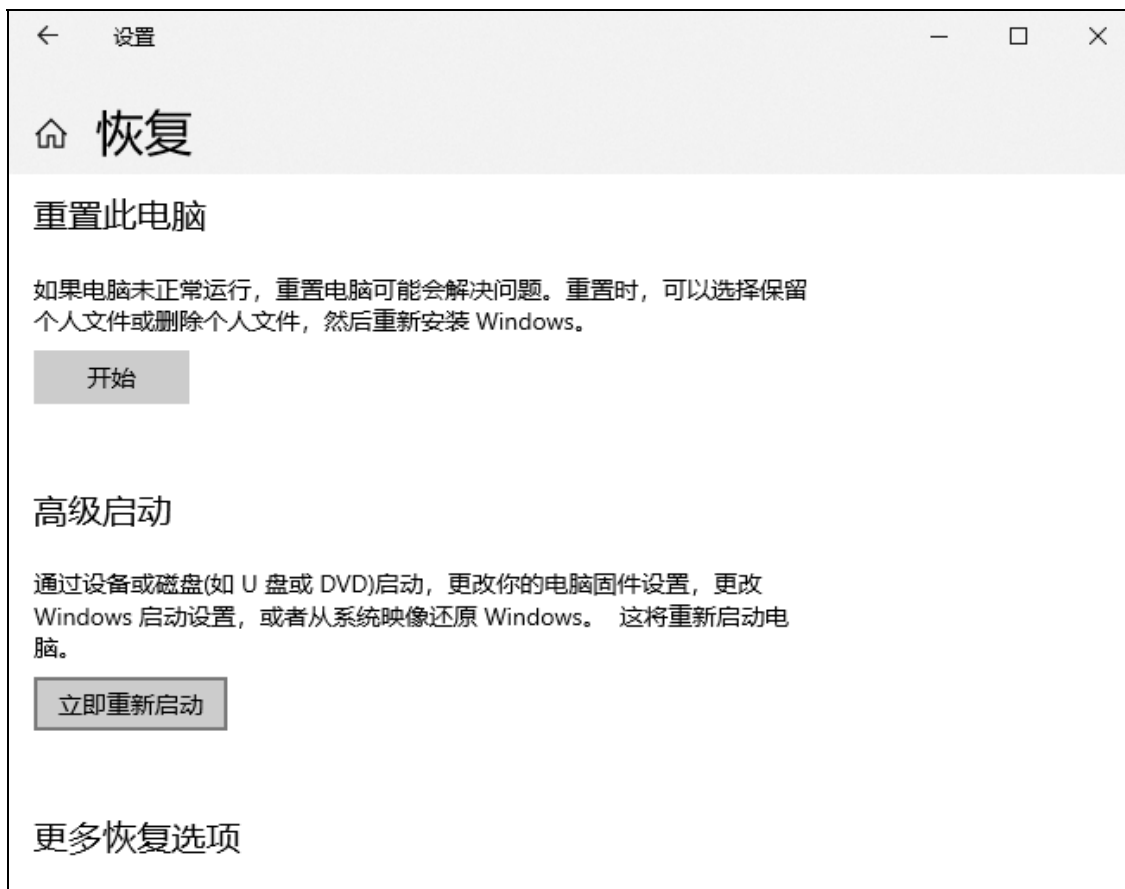 设置
恢复
重置此电脑
如果电脑未正常运行，重置电脑可能会解决问题。重置时，可以选择保留
个人文件或删除个人文件，然后重新安装 Windows。
开始
高级启动
通过设备或磁盘(如 U 盘或 DVD)启动，更改你的电脑固件设置，更改
Windows 启动设置，或者从系统映像还原 Windows。 这将重新启动电
脑。
立即重新启动
更多恢复选项